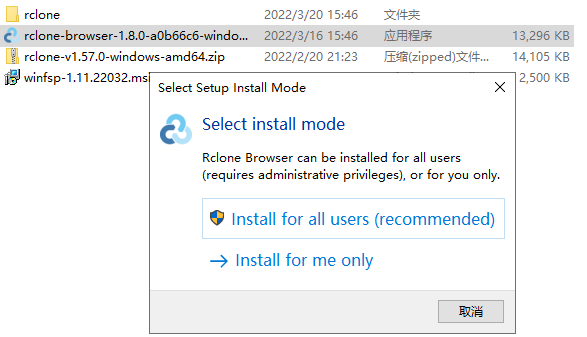 rclone 2022/3/20 15:46 文件夹
rclone-browser-1.8.0-a0b66c6-windo... 2022/3/16 15:46 应用程序 13,296 KB
rclone-v1.57.0-windows-amd64.zip 2022/2/20 21:23 压缩(zipped)文件... 14,105 KB
winfsp-1.11.22032.ms 2,500 KB
Select Setup Install Mode
Select install mode
Rclone Browser can be installed for all users
(requires administrative privileges), or for you only.
Install for all users (recommended)
Install for me only
取消